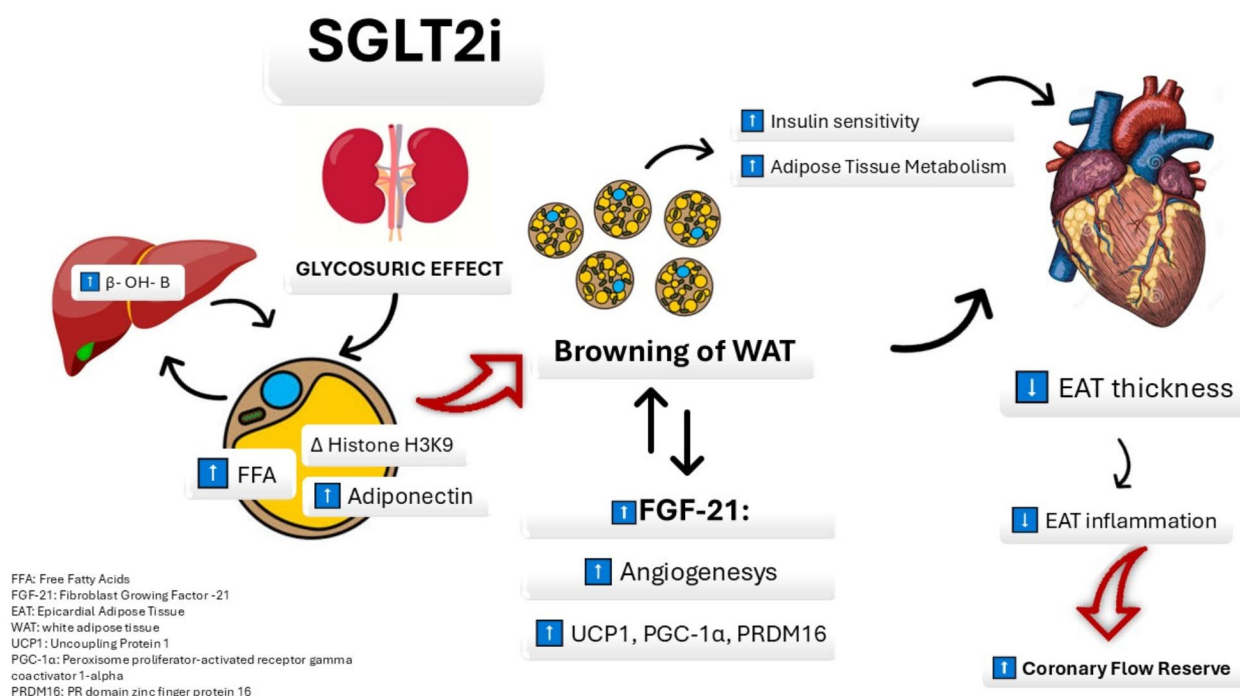 SGLT2i
↑ Insulin sensitivity
↑ Adipose Tissue Metabolism
GLYCOSURIC EFFECT
↑ β- OH- B
Browning of WAT
↓ EAT thickness
Δ Histone H3K9
↑ FFA
↑ Adiponectin
↑ FGF-21:
↑ Angiogenesys
↑ UCP1, PGC-1α, PRDM16
↓ EAT inflammation
↑ Coronary Flow Reserve
FFA: Free Fatty Acids
FGF-21: Fibroblast Growing Factor -21
EAT: Epicardial Adipose Tissue
WAT: white adipose tissue
UCP1: Uncoupling Protein 1
PGC-1α: Peroxisome proliferator-activated receptor gamma
coactivator 1-alpha
PRDM16: PR domain zinc finger protein 16